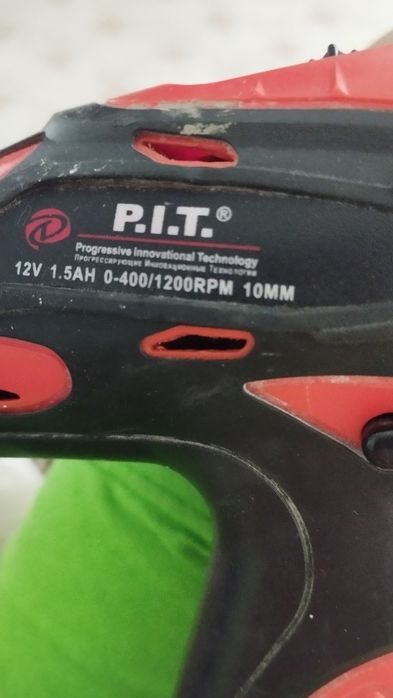 P.I.T.®
Progressive Innovational Technology
Прогрессирующие Инновационные Технологии
12V 1.5AH 0-400/1200RPM 10MM